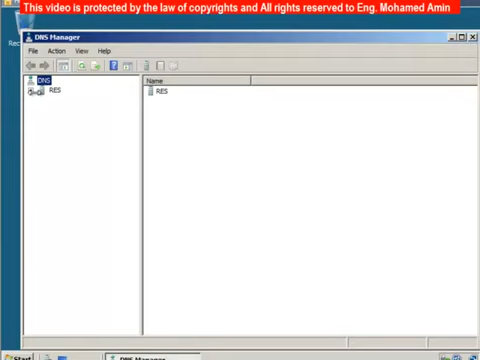 This video is protected by the law of copyrights and All rights reserved to Eng. Mohamed Amin
DNS Manager
File Action View Help
DNS
Name
RES
RES
Start
DNS Manager